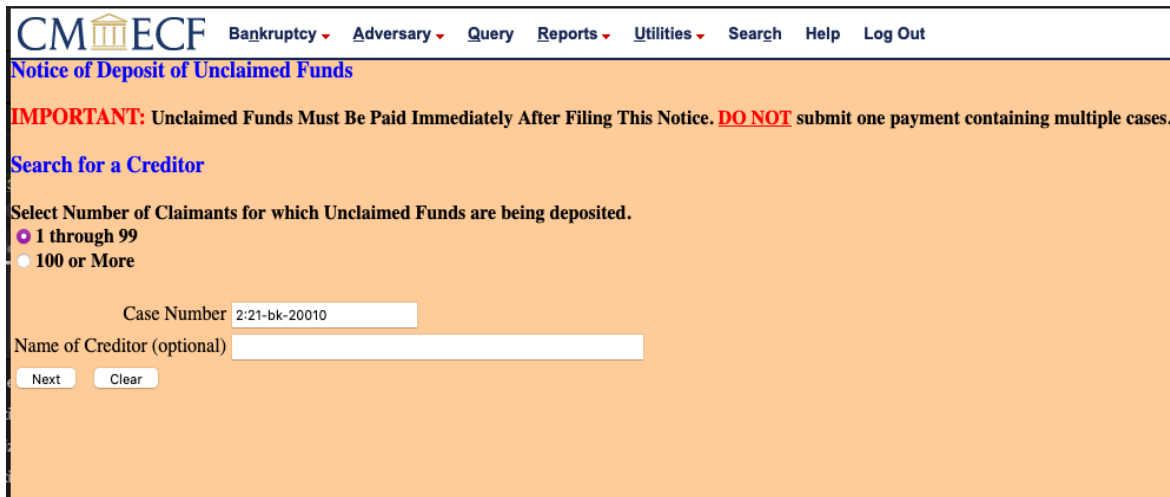 CM ECF Bankruptcy Adversary Query Reports Utilities Search Help Log Out
Notice of Deposit of Unclaimed Funds
IMPORTANT: Unclaimed Funds Must Be Paid Immediately After Filing This Notice. DO NOT submit one payment containing multiple cases.
Search for a Creditor
Select Number of Claimants for which Unclaimed Funds are being deposited.
1 through 99
100 or More
Case Number 2:21-bk-20010
Name of Creditor (optional)
Next Clear